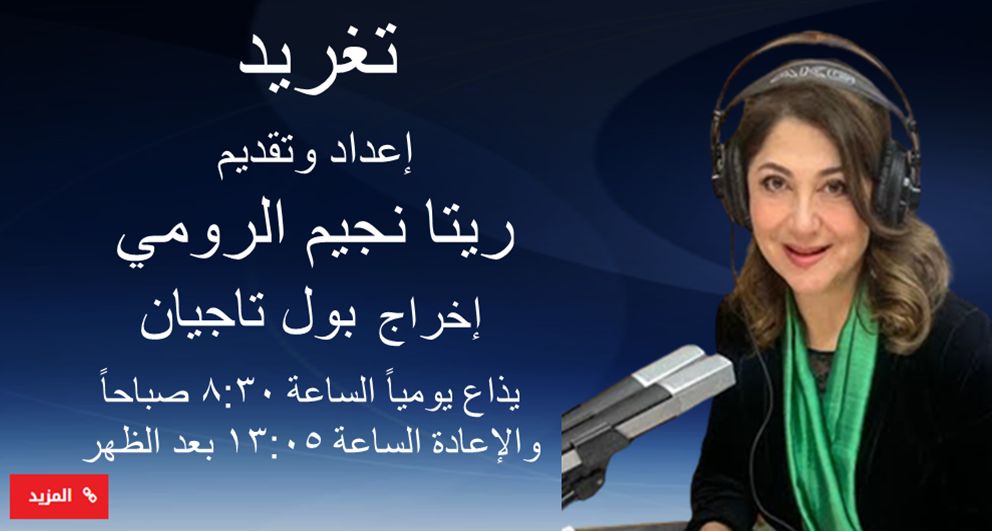 تغريد
إعداد وتقديم
ريتا نجيم الرومي
إخراج بول تاجيان
يذاع يومياً الساعة ٨:٣٠ صباحاً
والإعادة الساعة ١٣:٠٥ بعد الظهر
المزيد
AKG